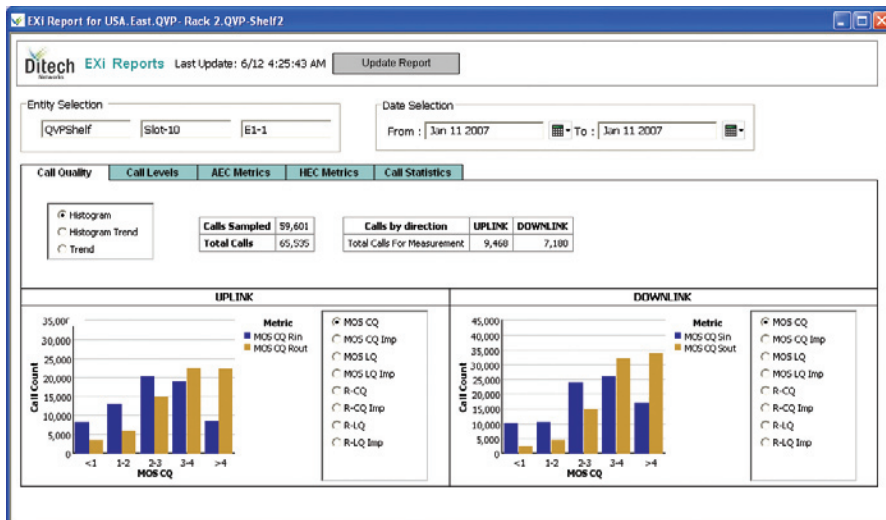 EXi Report for USA.East.QVP- Rack 2.QVP-Shelf2
Ditech Networks EXi Reports Last Update: 6/12 4:25:43 AM Update Report
Entity Selection
QVPShelf Slot-10 E1-1
Date Selection
From : Jan 11 2007 To : Jan 11 2007
Call Quality Call Levels AEC Metrics HEC Metrics Call Statistics
Histogram
Histogram Trend
Trend
Calls Sampled 59,601
Total Calls 65,535
Calls by direction UPLINK DOWNLINK
Total Calls For Measurement 9,468 7,180
UPLINK
35,00
30,000
25,000
20,000
15,000
10,000
5,000
0
Call Count
<1 1-2 2-3 3-4 >4
MOS CQ
Metric
MOS CQ Rin
MOS CQ Rout
MOS CQ
MOS CQ Imp
MOS LQ
MOS LQ Imp
R-CQ
R-CQ Imp
R-LQ
R-LQ Imp
DOWNLINK
45,000
40,000
35,000
30,000
25,000
20,000
15,000
10,000
5,000
0
Call Count
<1 1-2 2-3 3-4 >4
MOS CQ
Metric
MOS CQ Sin
MOS CQ Sout
MOS CQ
MOS CQ Imp
MOS LQ
MOS LQ Imp
R-CQ
R-CQ Imp
R-LQ
R-LQ Imp